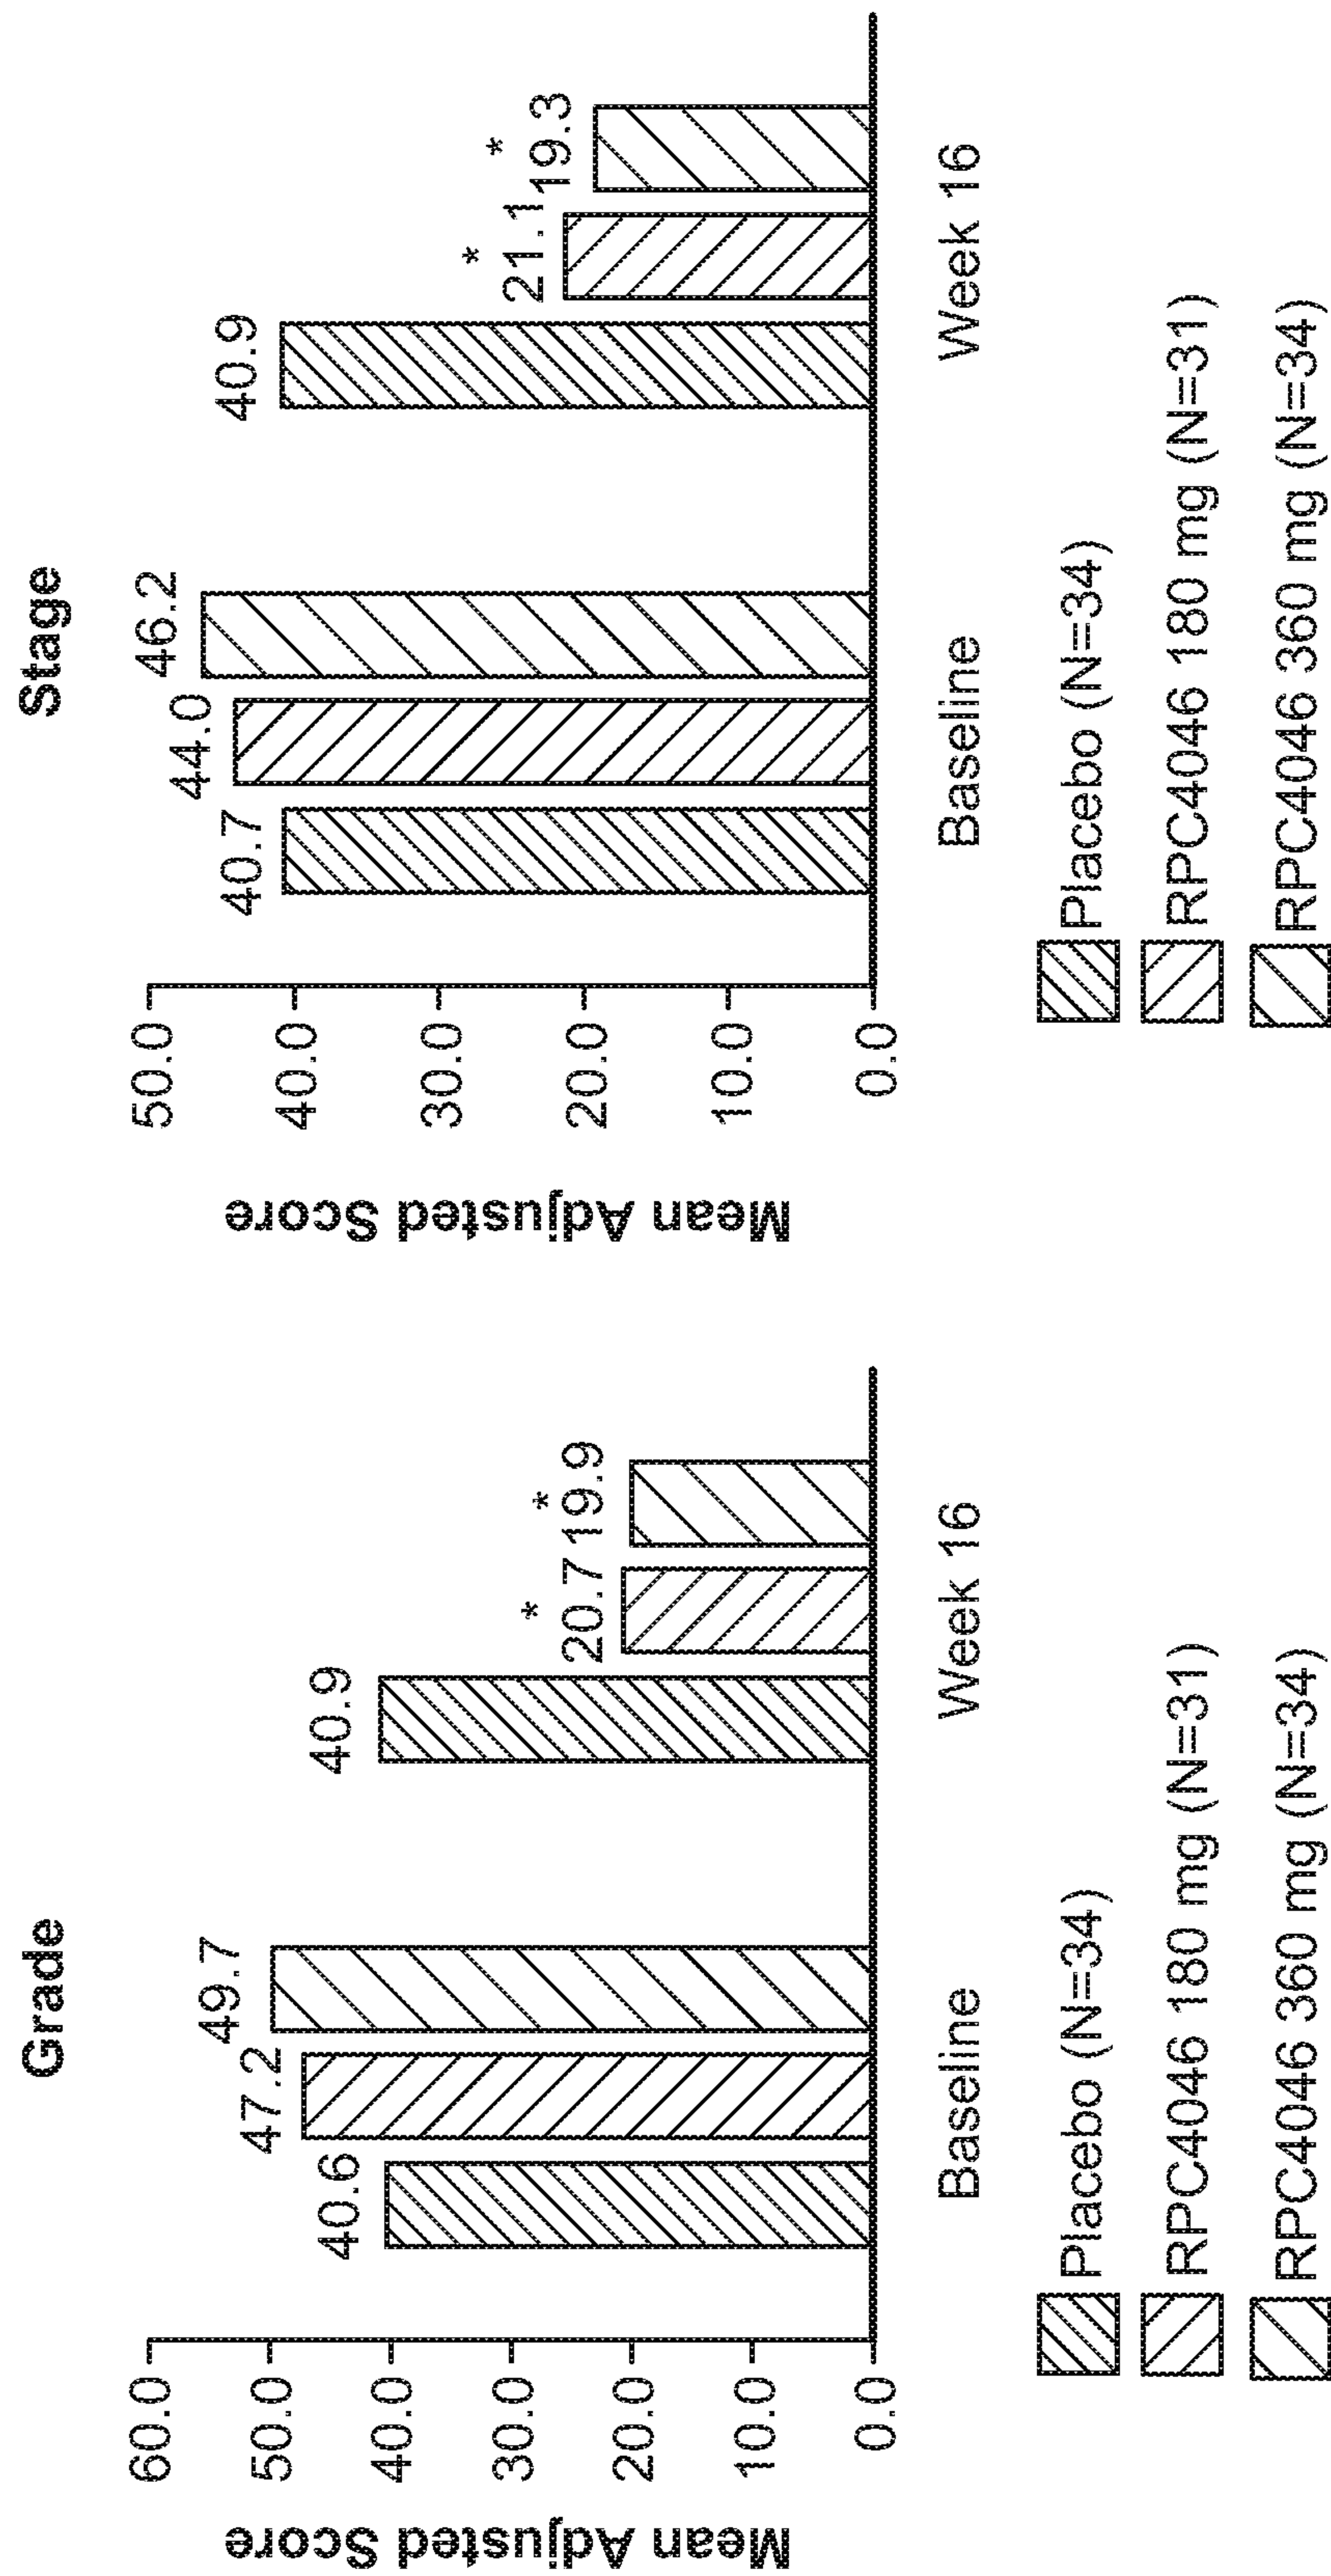 Grade
Mean Adjusted Score
60.0
50.0
40.0
30.0
20.0
10.0
0.0
40.6
47.2
49.7
40.9
*
20.7
*
19.9
Baseline
Week 16
Placebo (N=34)
RPC4046 180 mg (N=31)
RPC4046 360 mg (N=34)
Stage
Mean Adjusted Score
50.0
40.0
30.0
20.0
10.0
0.0
40.7
44.0
46.2
40.9
*
21.1
*
19.3
Baseline
Week 16
Placebo (N=34)
RPC4046 180 mg (N=31)
RPC4046 360 mg (N=34)